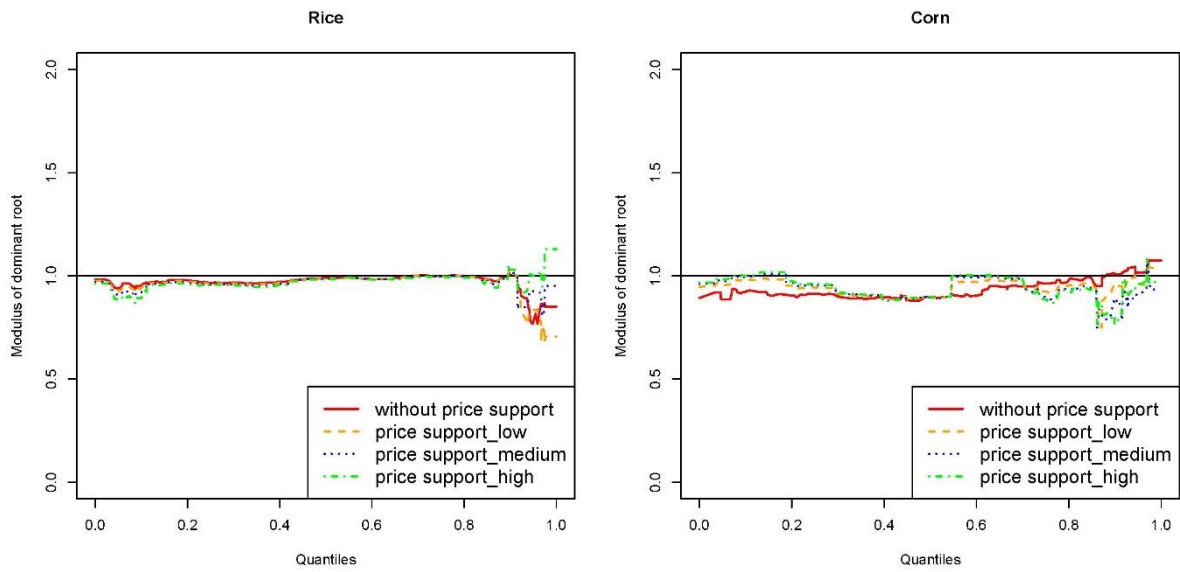 Rice
Modulus of dominant root
2.0
1.5
1.0
0.5
0.0
without price support
price support_low
price support_medium
price support_high
0.0 0.2 0.4 0.6 0.8 1.0
Quantiles
Corn
Modulus of dominant root
2.0
1.5
1.0
0.5
0.0
without price support
price support_low
price support_medium
price support_high
0.0 0.2 0.4 0.6 0.8 1.0
Quantiles